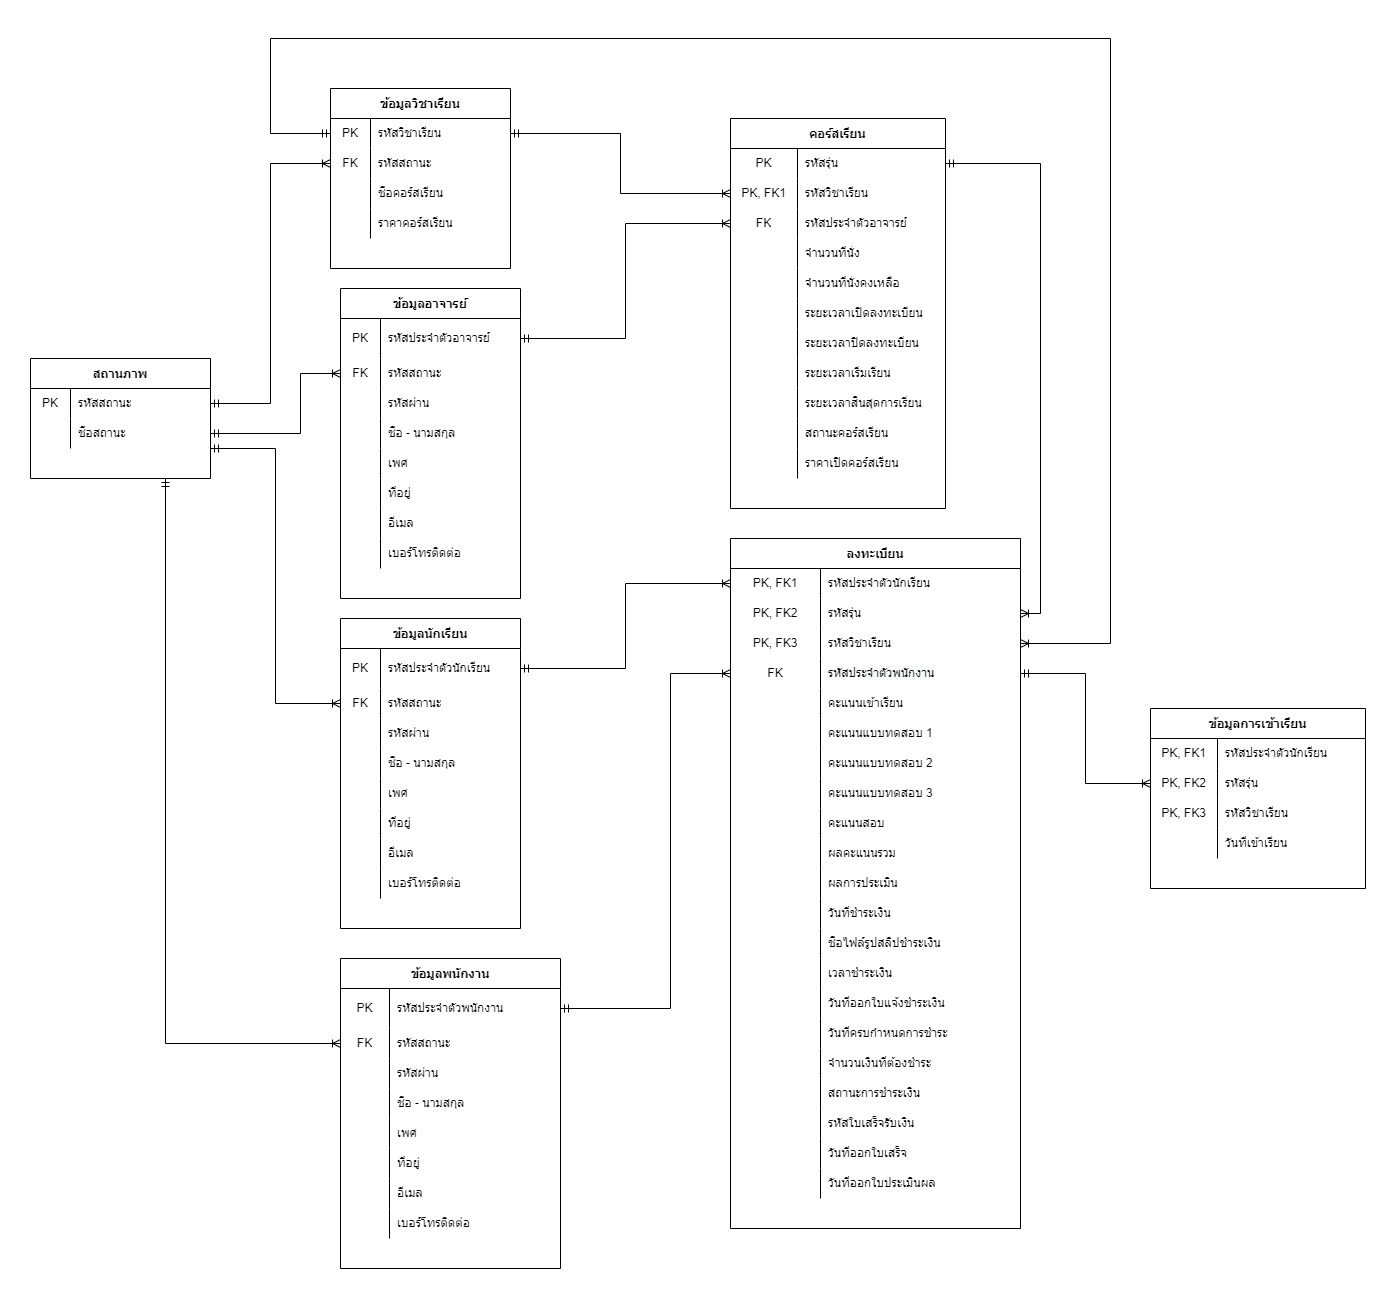 ข้อมูลวิชาเรียน
PK รหัสวิชาเรียน
FK รหัสสถานะ
ชื่อคอร์สเรียน
ราคาคอร์สเรียน
คอร์สเรียน
PK รหัสรุ่น
PK, FK1 รหัสวิชาเรียน
FK รหัสประจำตัวอาจารย์
จำนวนที่นั่ง
จำนวนที่นั่งคงเหลือ
ระยะเวลาเปิดลงทะเบียน
ระยะเวลาปิดลงทะเบียน
ระยะเวลาเริ่มเรียน
ระยะเวลาสิ้นสุดการเรียน
สถานะคอร์สเรียน
ราคาเปิดคอร์สเรียน
ข้อมูลอาจารย์
PK รหัสประจำตัวอาจารย์
FK รหัสสถานะ
รหัสผ่าน
ชื่อ - นามสกุล
เพศ
ที่อยู่
อีเมล
เบอร์โทรติดต่อ
สถานภาพ
PK รหัสสถานะ
ชื่อสถานะ
ข้อมูลนักเรียน
PK รหัสประจำตัวนักเรียน
FK รหัสสถานะ
รหัสผ่าน
ชื่อ - นามสกุล
เพศ
ที่อยู่
อีเมล
เบอร์โทรติดต่อ
ลงทะเบียน
PK, FK1 รหัสประจำตัวนักเรียน
PK, FK2 รหัสรุ่น
PK, FK3 รหัสวิชาเรียน
FK รหัสประจำตัวพนักงาน
คะแนนเข้าเรียน
คะแนนแบบทดสอบ 1
คะแนนแบบทดสอบ 2
คะแนนแบบทดสอบ 3
คะแนนสอบ
ผลคะแนนรวม
ผลการประเมิน
วันที่ชำระเงิน
ชื่อไฟล์รูปสลิปชำระเงิน
เวลาชำระเงิน
วันที่ออกใบแจ้งชำระเงิน
วันที่ครบกำหนดการชำระ
จำนวนเงินที่ต้องชำระ
สถานะการชำระเงิน
รหัสใบเสร็จรับเงิน
วันที่ออกใบเสร็จ
วันที่ออกใบประเมินผล
ข้อมูลการเข้าเรียน
PK, FK1 รหัสประจำตัวนักเรียน
PK, FK2 รหัสรุ่น
PK, FK3 รหัสวิชาเรียน
วันที่เข้าเรียน
ข้อมูลพนักงาน
PK รหัสประจำตัวพนักงาน
FK รหัสสถานะ
รหัสผ่าน
ชื่อ - นามสกุล
เพศ
ที่อยู่
อีเมล
เบอร์โทรติดต่อ